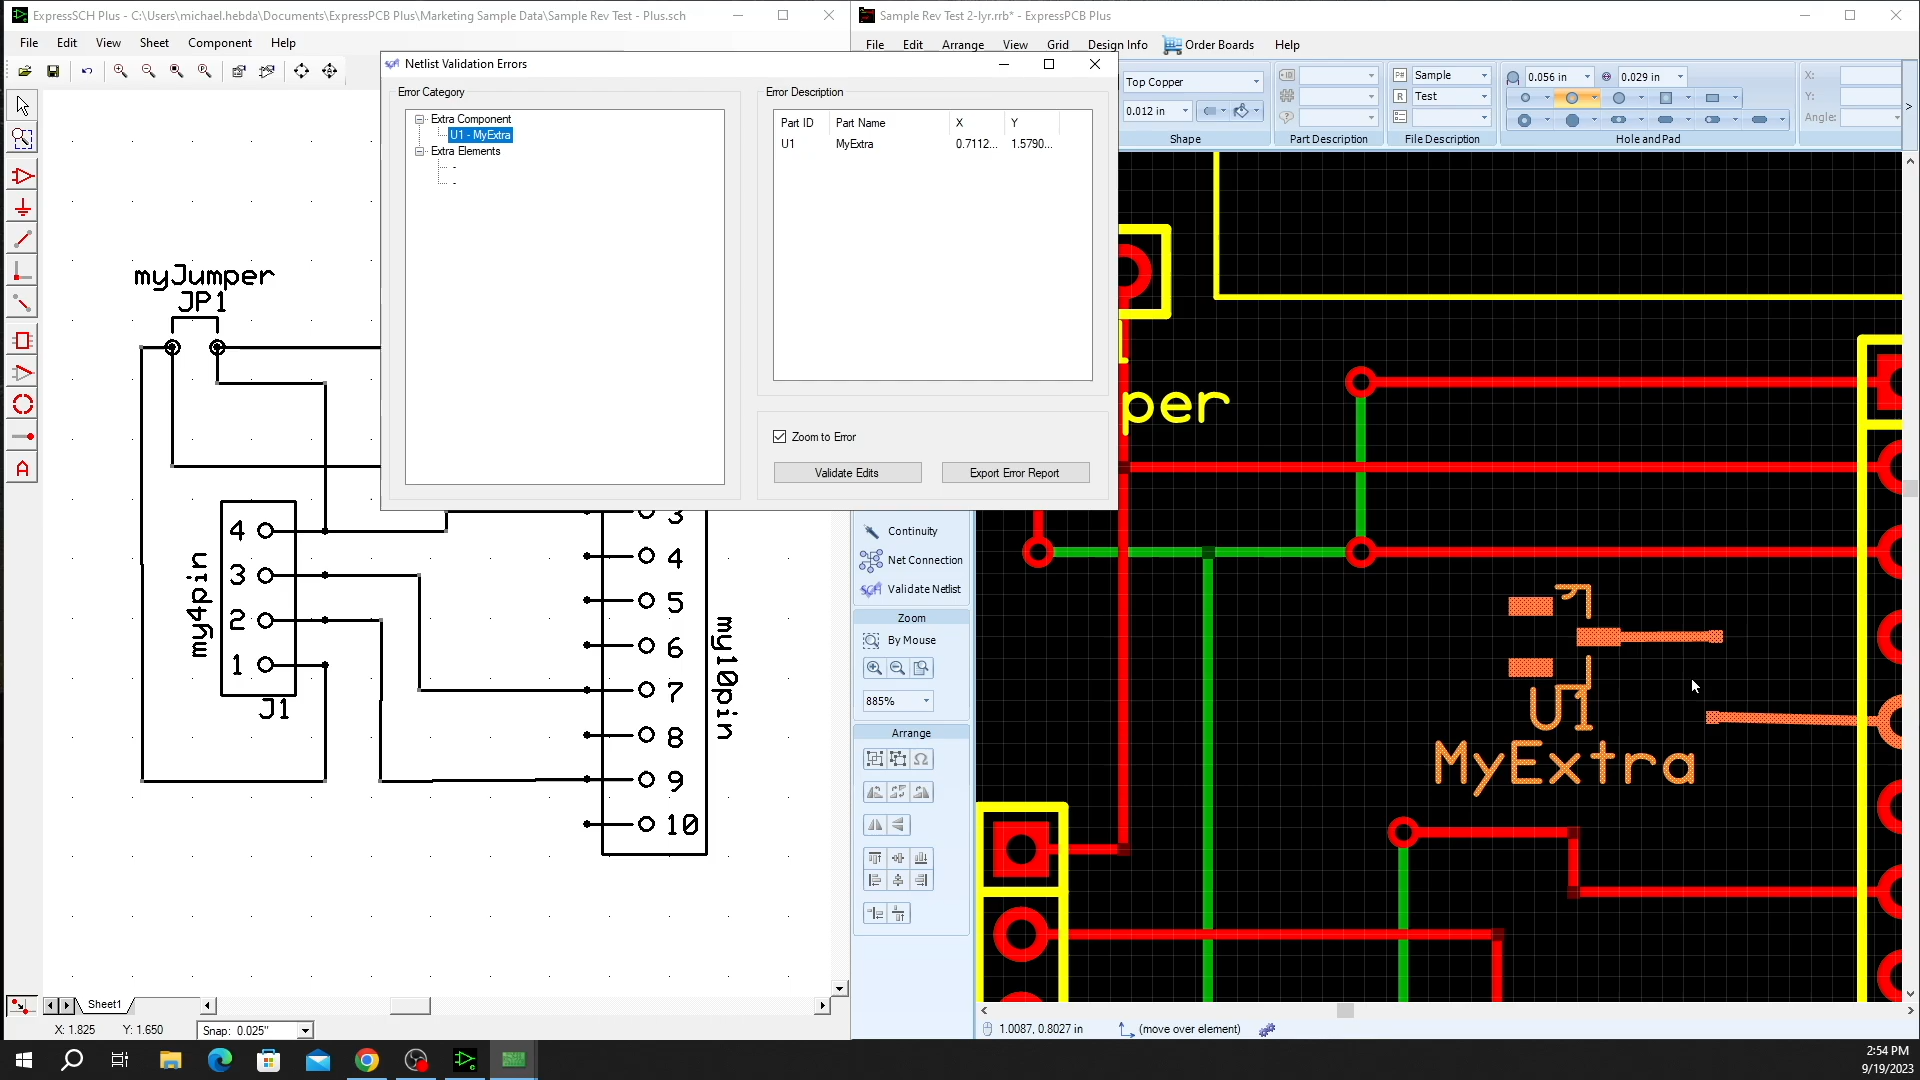 ExpressSCH Plus - C:\Users\michael.hebda\Documents\ExpressPCB Plus\Marketing Sample Data\Sample Rev Test - Plus.sch
File Edit View Sheet Component Help
Sample Rev Test 2-lyr.rrb* - ExpressPCB Plus
File Edit Arrange View Grid Design Info Order Boards Help
Top Copper
0.012 in
Shape
Part Description
Sample
Test
File Description
0.056 in
0.029 in
Hole and Pad
X:
Y:
Angle:
Netlist Validation Errors
Error Category
Extra Component
U1 - MyExtra
Extra Elements
-
-
Error Description
Part ID Part Name X Y
U1 MyExtra 0.7112... 1.5790...
Zoom to Error
Validate Edits
Export Error Report
myJumper
JP1
4
3
2
1
my4pin
J1
3
4
5
6
7
8
9
10
my10pin
Continuity
Net Connection
Validate Netlist
Zoom
By Mouse
885%
Arrange
per
U1
MyExtra
Sheet1
X: 1.825 Y: 1.650 Snap: 0.025"
1.0087, 0.8027 in
(move over element)
2:54 PM
9/19/2023